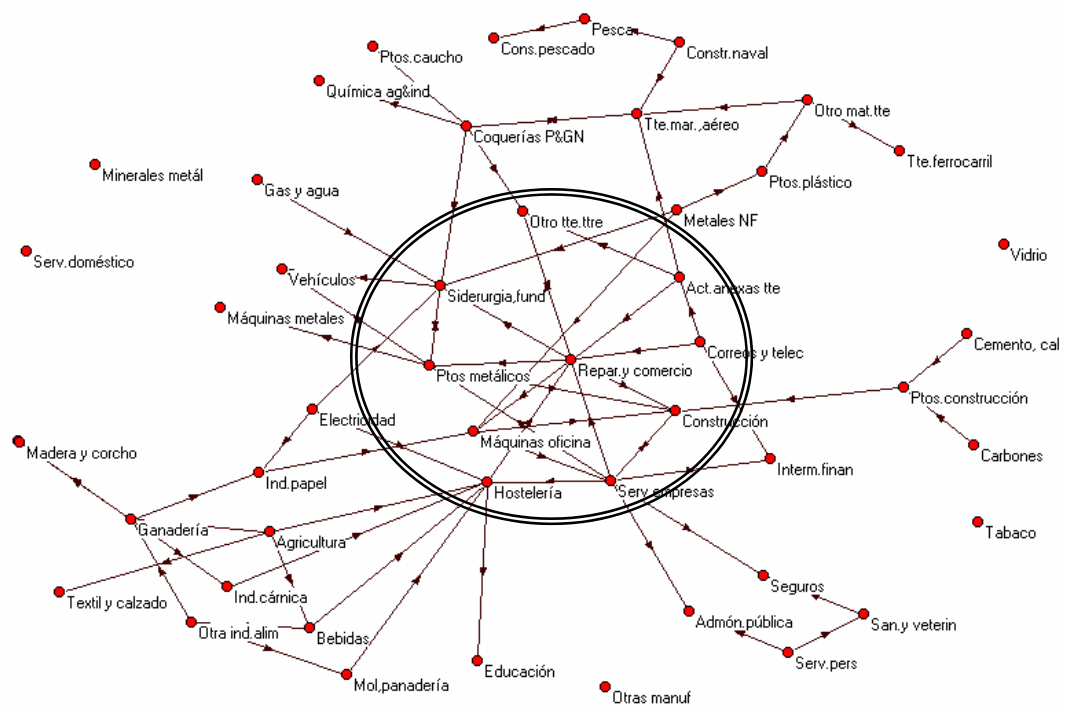 Pesca
Cons.pescado
Constr.naval
Ptos.caucho
Química ag&ind
Otro mat.tte
Tte.mar.,aéreo
Coquerías P&GN
Tte.ferrocarril
Minerales metál
Ptos.plástico
Gas y agua
Otro tte.ttre
Metales NF
Vidrio
Serv.doméstico
Vehículos
Siderurgia,fund
Act.anexas tte
Máquinas metales
Cemento, cal
Correos y telec
Ptos metálicos
Repar.y comercio
Ptos.construcción
Electricidad
Construcción
Máquinas oficina
Madera y corcho
Carbones
Interm.finan
Ind.papel
Hostelería
Serv.empresas
Ganadería
Tabaco
Agricultura
Seguros
Textil y calzado
Ind.cárnica
Admón.pública
San.y veterin
Otra ind.alim
Bebidas
Serv.pers
Educación
Mol,panadería
Otras manuf